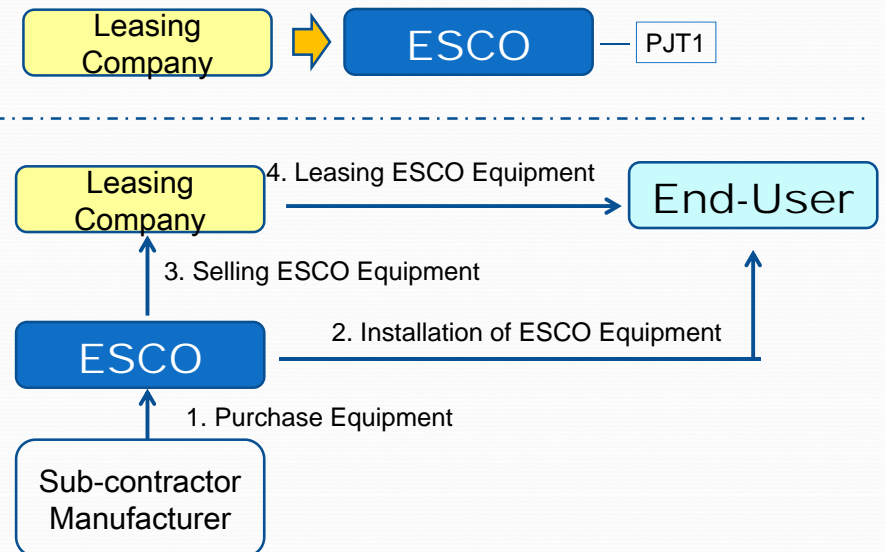 Leasing
Company
ESCO
PJT1
Leasing
Company
4. Leasing ESCO Equipment
End-User
3. Selling ESCO Equipment
2. Installation of ESCO Equipment
ESCO
1. Purchase Equipment
Sub-contractor
Manufacturer